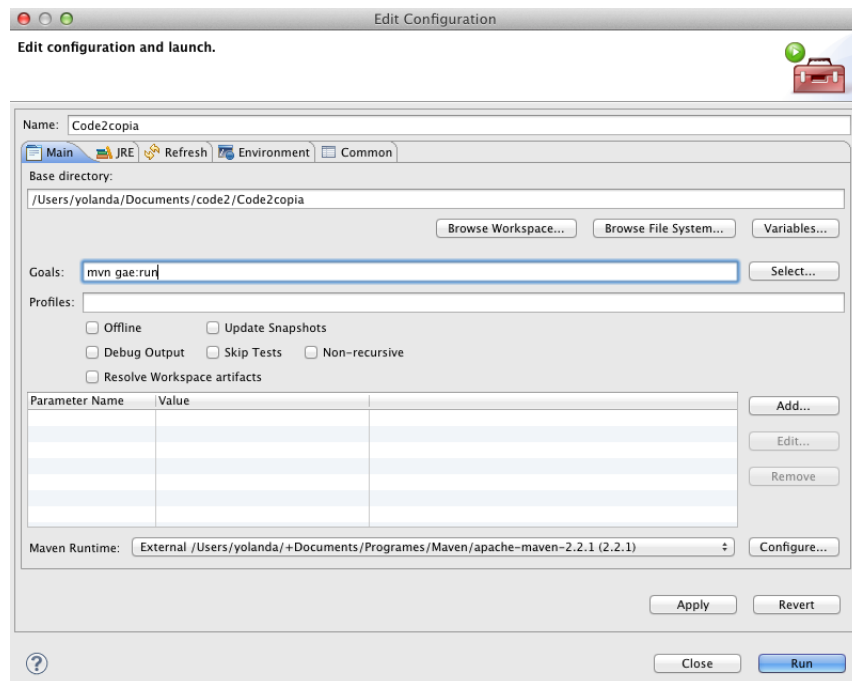 Edit Configuration
Edit configuration and launch.
Name: Code2copia
Main JRE Refresh Environment Common
Base directory:
/Users/yolanda/Documents/code2/Code2copia
Browse Workspace... Browse File System... Variables...
Goals: mvn gae:run Select...
Profiles:
Offline Update Snapshots
Debug Output Skip Tests Non-recursive
Resolve Workspace artifacts
Parameter Name Value
Add...
Edit...
Remove
Maven Runtime: External /Users/yolanda/+Documents/Programes/Maven/apache-maven-2.2.1 (2.2.1) Configure...
Apply Revert
? Close Run